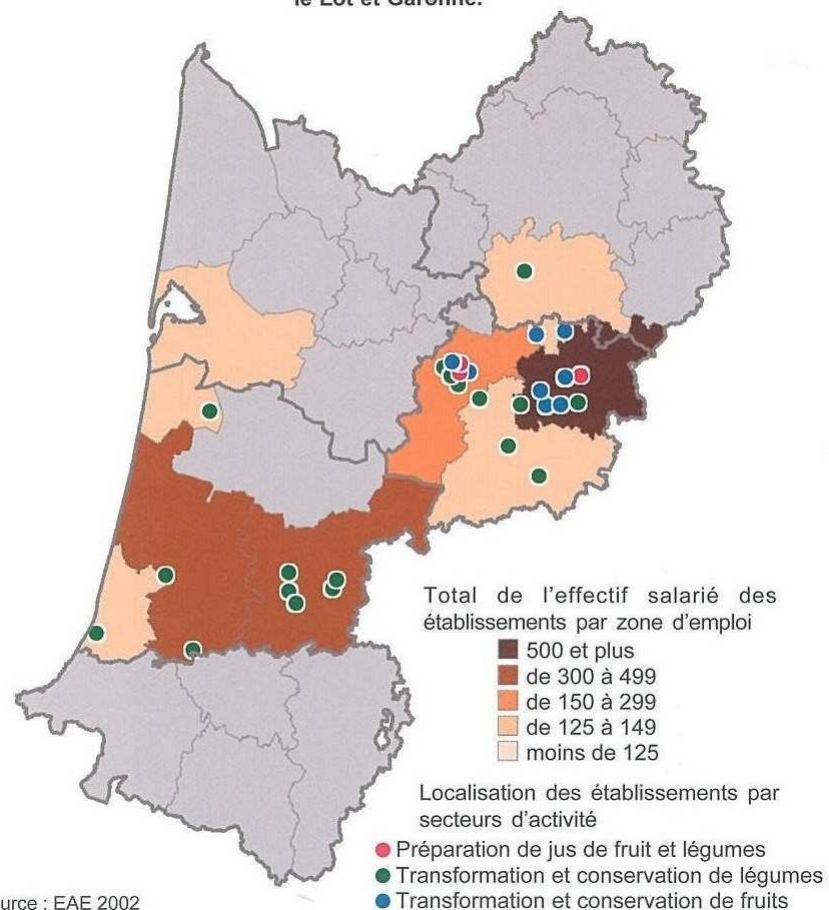 le Lot et Garonne.
Total de l'effectif salarié des
établissements par zone d'emploi
500 et plus
de 300 à 499
de 150 à 299
de 125 à 149
moins de 125
Localisation des établissements par
secteurs d'activité
Préparation de jus de fruit et légumes
Transformation et conservation de légumes
Transformation et conservation de fruits
ource : EAE 2002